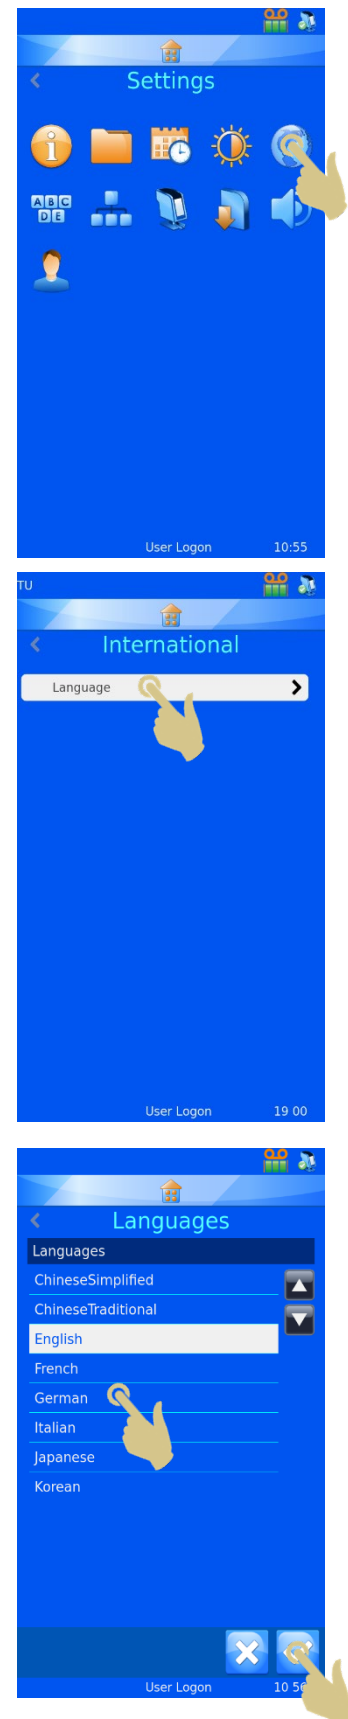 Settings
A B C
D E
User Logon 10:55
TU
International
Language
User Logon 19 00
Languages
Languages
ChineseSimplified
ChineseTraditional
English
French
German
Italian
Japanese
Korean
User Logon 10 56